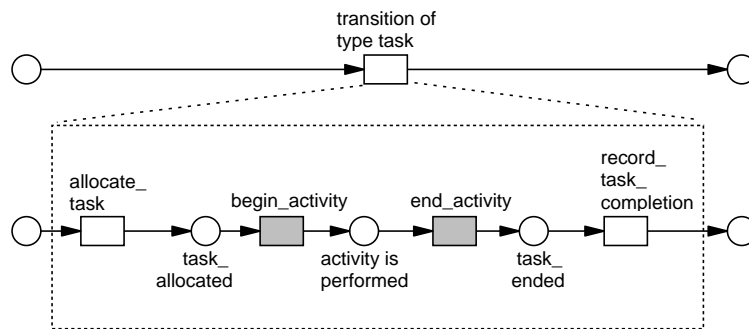 transition of
type task
allocate_
task
begin_activity
end_activity
record_
task_
completion
task_
allocated
activity is
performed
task_
ended